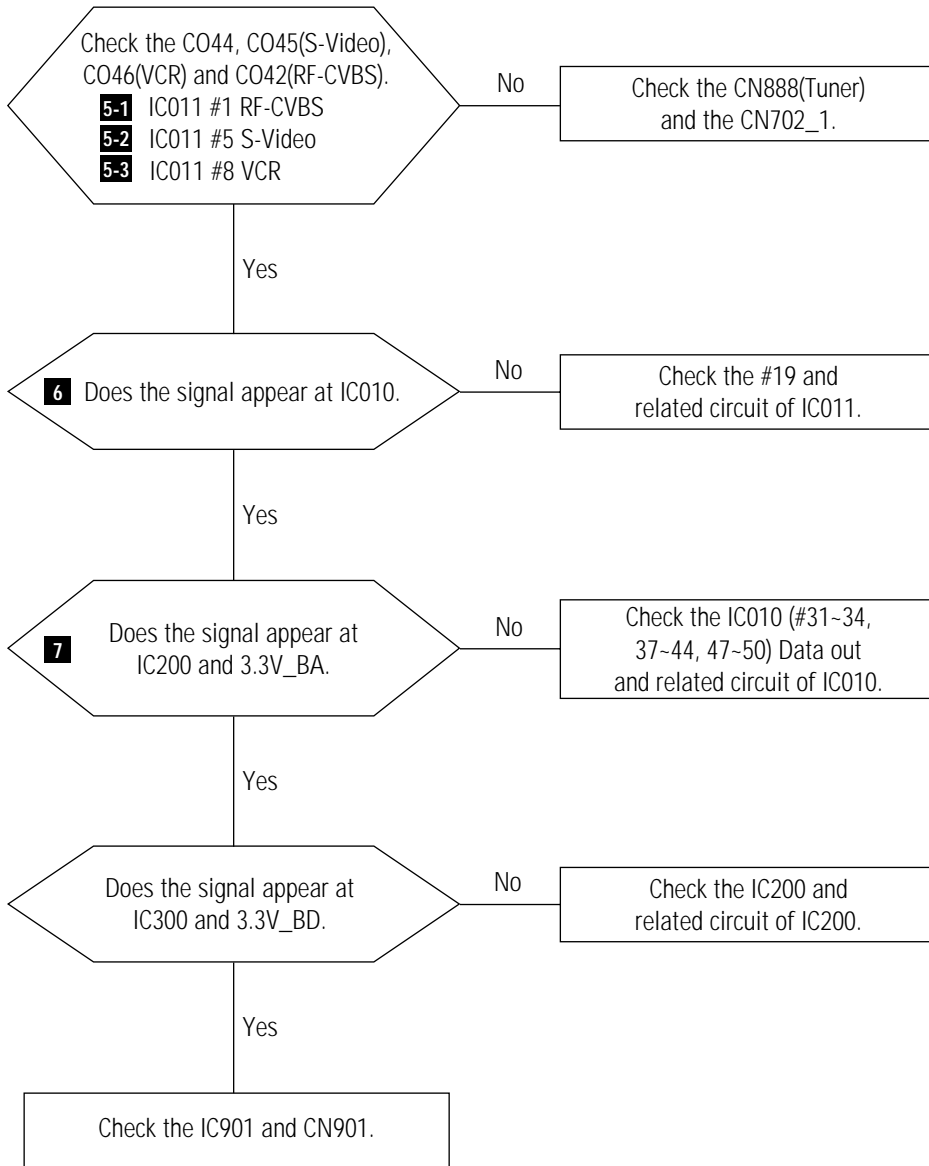 Check the CO44, CO45(S-Video),
CO46(VCR) and CO42(RF-CVBS).
5-1 IC011 #1 RF-CVBS
5-2 IC011 #5 S-Video
5-3 IC011 #8 VCR
No
Check the CN888(Tuner)
and the CN702_1.
Yes
6 Does the signal appear at IC010.
No
Check the #19 and
related circuit of IC011.
Yes
7 Does the signal appear at
IC200 and 3.3V_BA.
No
Check the IC010 (#31~34,
37~44, 47~50) Data out
and related circuit of IC010.
Yes
Does the signal appear at
IC300 and 3.3V_BD.
No
Check the IC200 and
related circuit of IC200.
Yes
Check the IC901 and CN901.